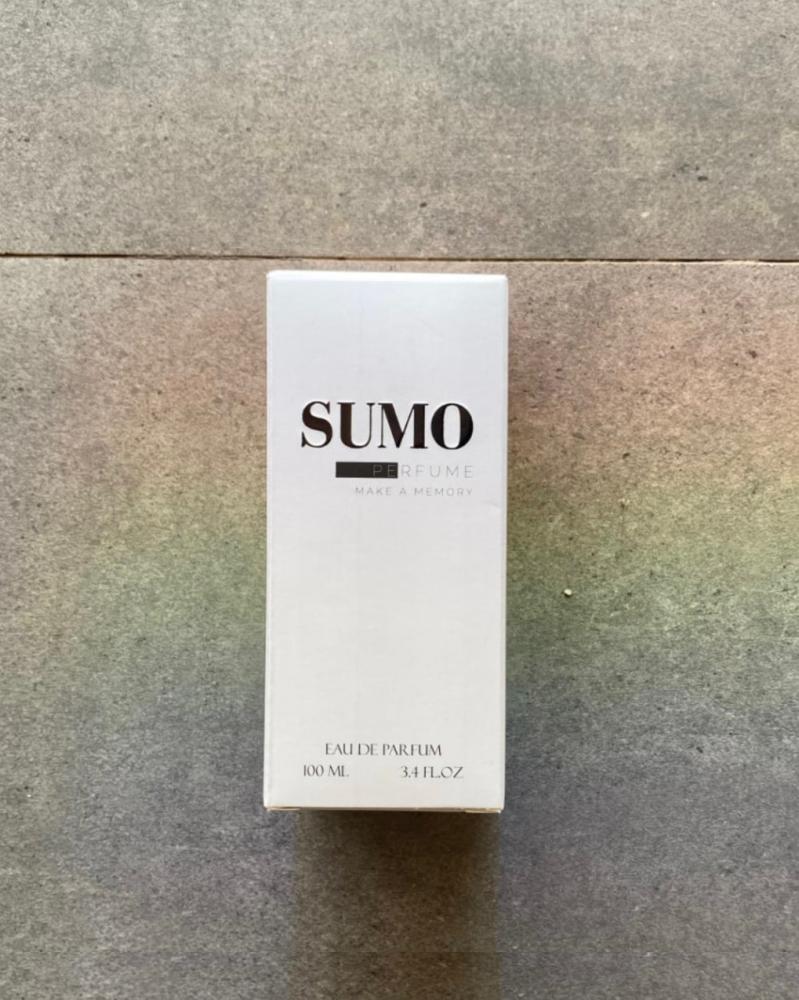 SUMO
PERFUME
MAKE A MEMORY
EAU DE PARFUM
100 ML 3.4 FL.OZ